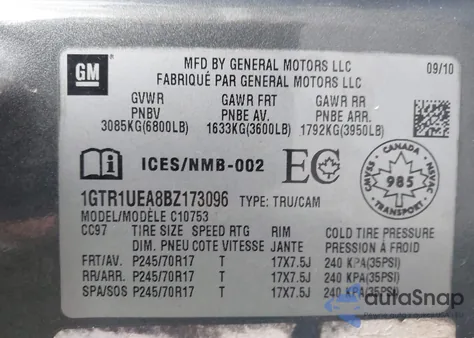 GM
MFD BY GENERAL MOTORS LLC 09/10
FABRIQUÉ PAR GENERAL MOTORS LLC
GVWR GAWR FRT GAWR RR
PNBV PNBE AV. PNBE ARR.
3085KG(6800LB) 1633KG(3600LB) 1792KG(3950LB)
ICES/NMB-002 EC CANADA MSVAC 985 TRANSPORT CMVSS
1GTR1UEA8BZ173096 TYPE: TRU/CAM
MODEL/MODÈLE C10753
CC97 TIRE SIZE SPEED RTG RIM COLD TIRE PRESSURE
DIM. PNEU COTE VITESSE JANTE PRESSION À FROID
FRT/AV. P245/70R17 T 17X7.5J 240 KPA(35PSI)
RR/ARR. P245/70R17 T 17X7.5J 240 KPA(35PSI)
SPA/SOS P245/70R17 T 17X7.5J 240 KPA(35PSI)
autaSnap